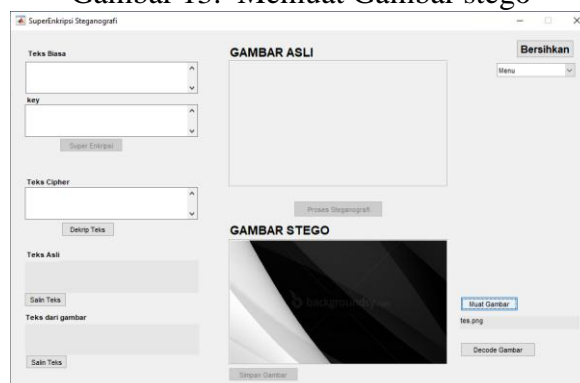 Gambar 13. Memuat Gambar stego
SuperEnkripsi Steganografi
Teks Biasa
key
Super Enkripsi
Teks Cipher
Dekrip Teks
Teks Asli
Salin Teks
Teks dari gambar
Salin Teks
GAMBAR ASLI
Proses Steganografi
GAMBAR STEGO
Simpan Gambar
Bersihkan
Menu
Muat Gambar
tes.png
Decode Gambar